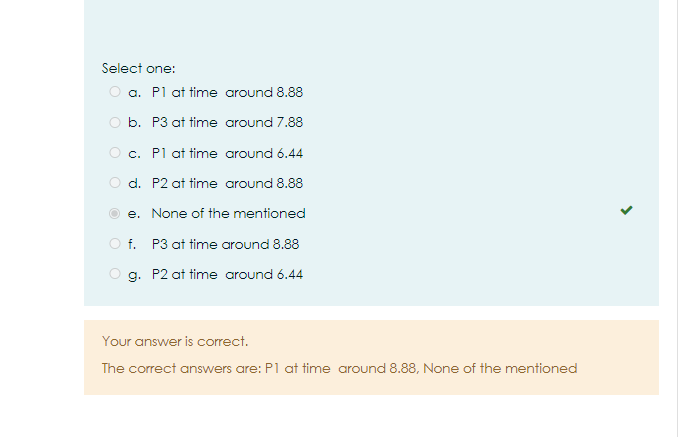 Select one:
a. P1 at time around 8.88
b. P3 at time around 7.88
c. P1 at time around 6.44
d. P2 at time around 8.88
e. None of the mentioned
f. P3 at time around 8.88
g. P2 at time around 6.44
Your answer is correct.
The correct answers are: P1 at time around 8.88, None of the mentioned